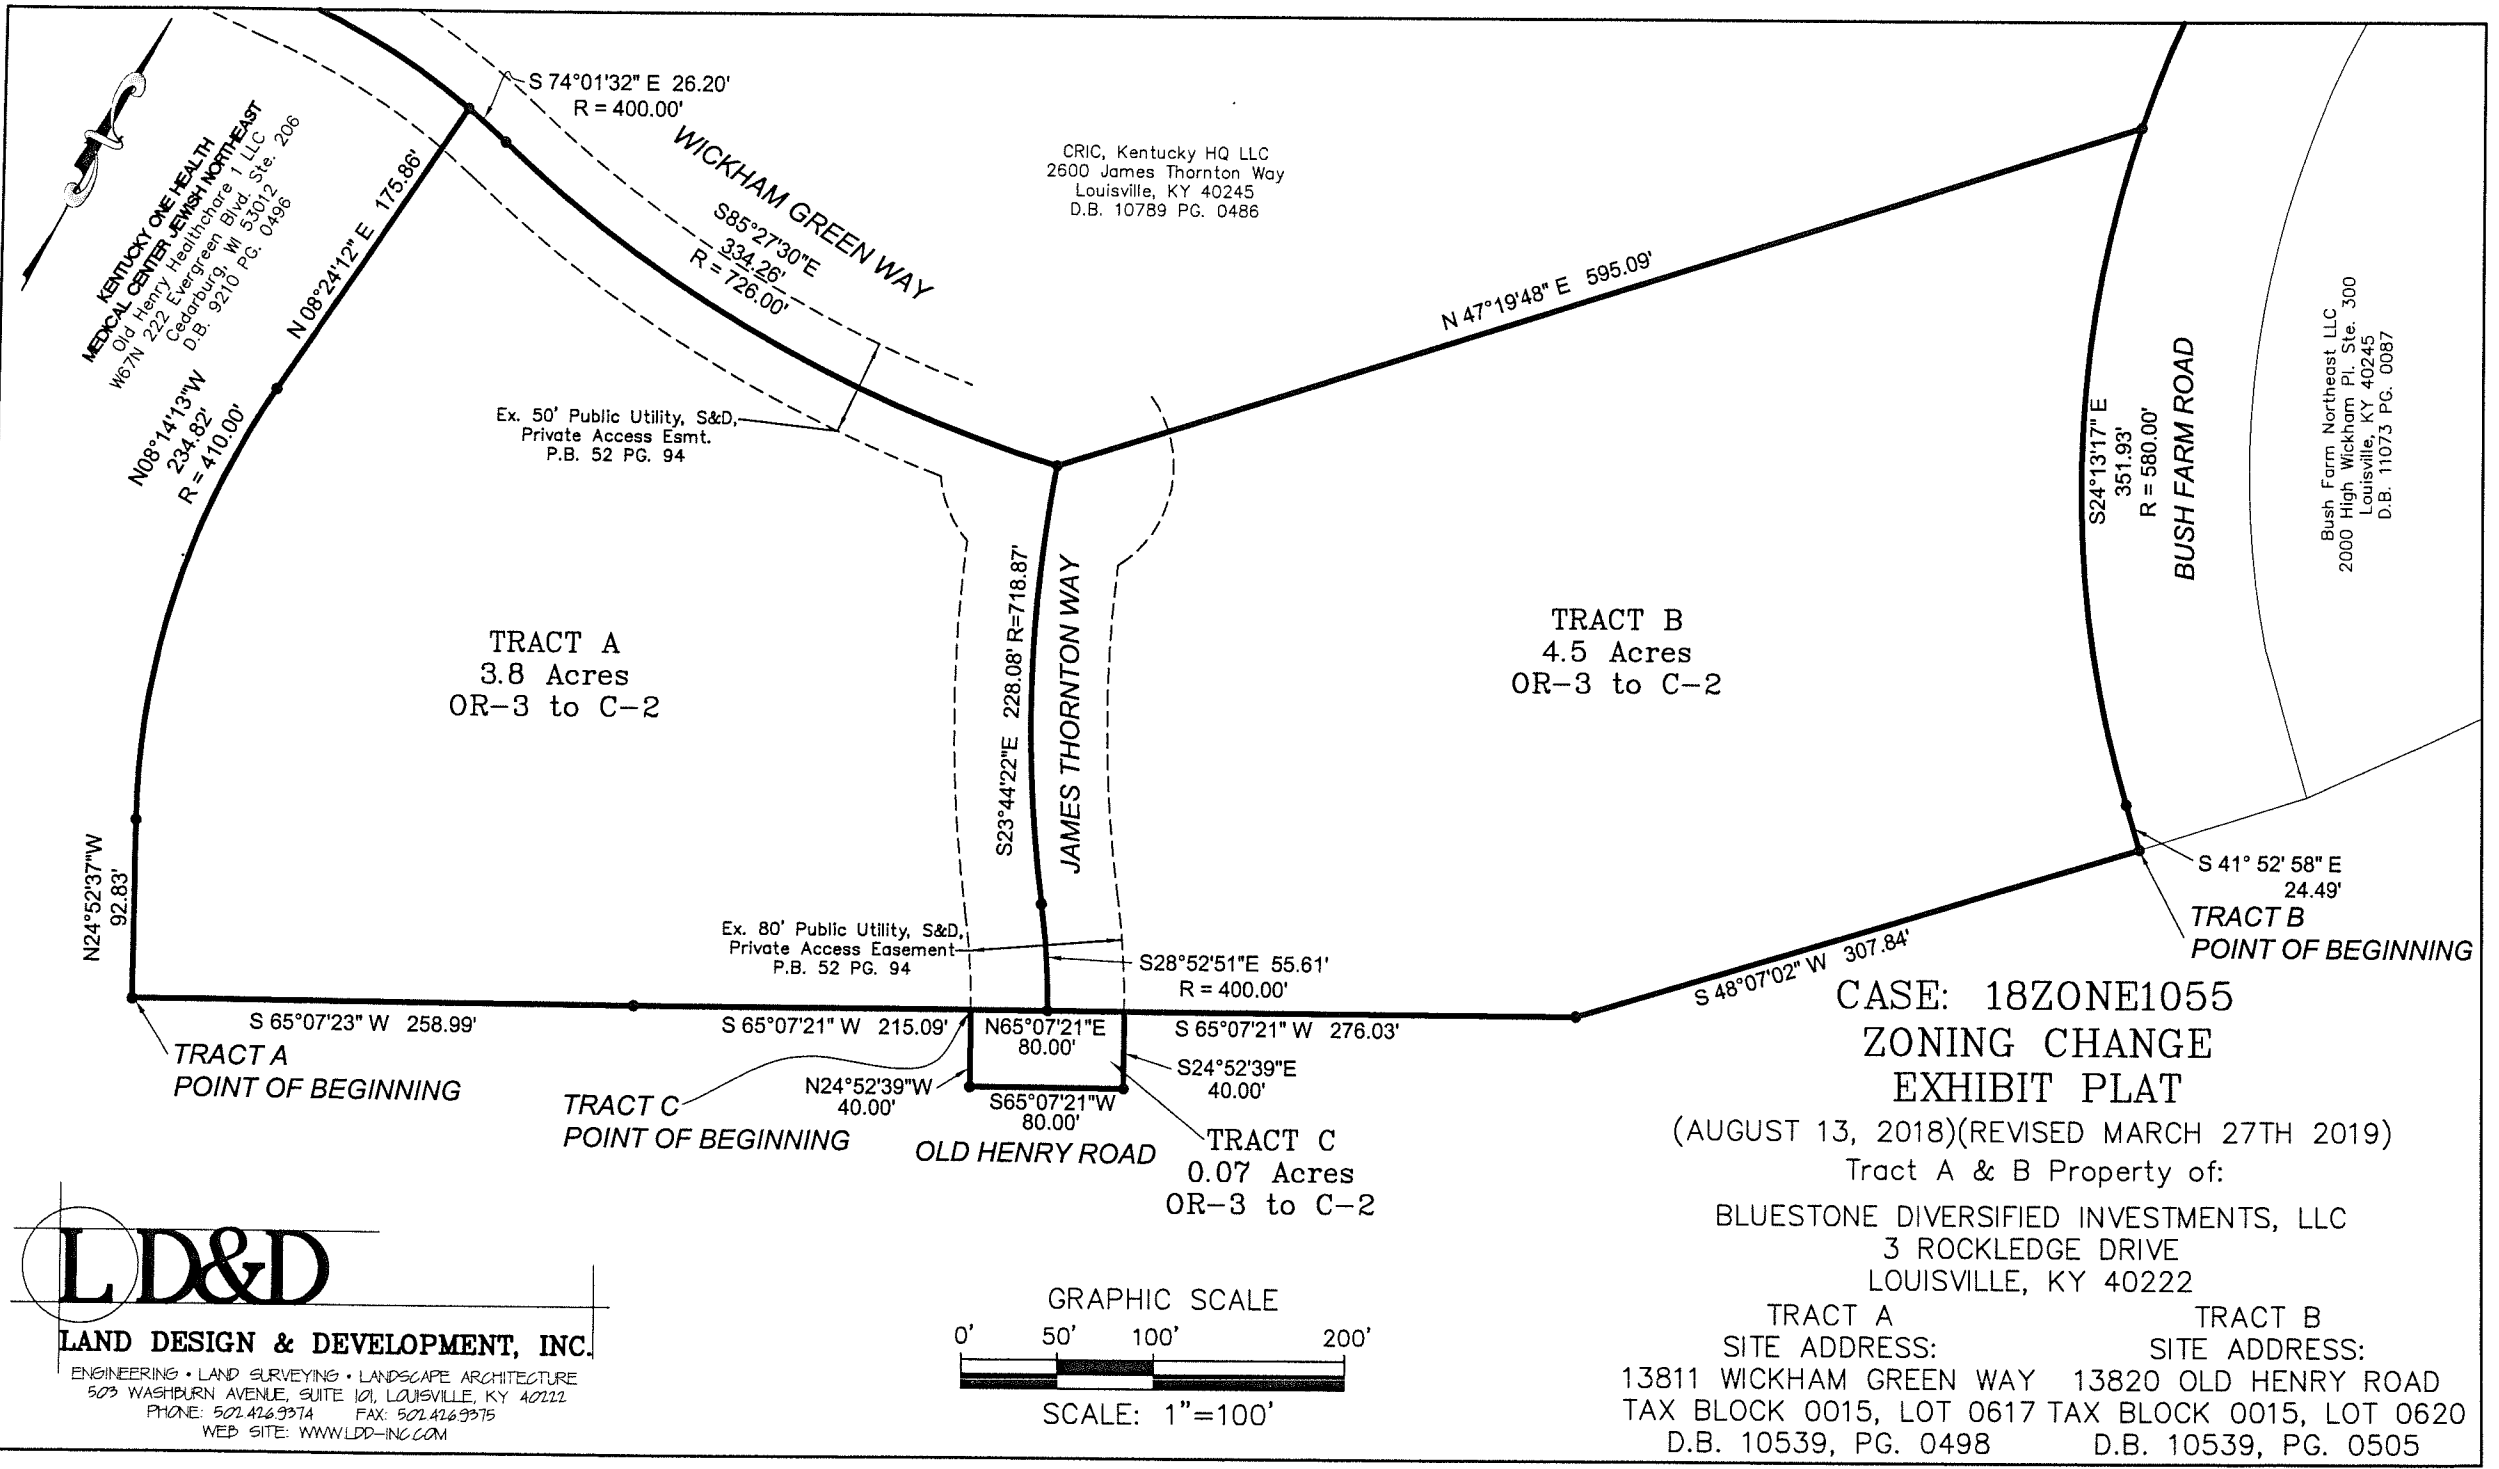 S 74°01'32" E 26.20'
R = 400.00'
WICKHAM GREEN WAY
S85°27'30"E
334.26'
R = 726.00'
CRIC, Kentucky HQ LLC
2600 James Thornton Way
Louisville, KY 40245
D.B. 10789 PG. 0486
KENTUCKY ONE HEALTH
MEDICAL CENTER JEWISH NORTHEAST
Old Henry Healthchare 1 LLC
W67N 222 Evergreen Blvd. Ste. 206
Cedarburg, WI 53012
D.B. 9210 PG. 0496
N 08°24'12" E 175.86'
N08°14'13"W
234.82'
R = 410.00'
Ex. 50' Public Utility, S&D,
Private Access Esmt.
P.B. 52 PG. 94
N 47°19'48" E 595.09'
S24°13'17" E
351.93'
R = 580.00'
BUSH FARM ROAD
Bush Farm Northeast LLC
2000 High Wickham Pl. Ste. 300
Louisville, KY 40245
D.B. 11073 PG. 0087
TRACT A
3.8 Acres
OR-3 to C-2
S23°44'22"E 228.08' R=718.87'
JAMES THORNTON WAY
TRACT B
4.5 Acres
OR-3 to C-2
N24°52'37"W
92.83'
Ex. 80' Public Utility, S&D,
Private Access Easement
P.B. 52 PG. 94
S28°52'51"E 55.61'
R = 400.00'
S 41° 52' 58" E
24.49'
TRACT B
POINT OF BEGINNING
S 48°07'02" W 307.84'
S 65°07'23" W 258.99'
S 65°07'21" W 215.09'
N65°07'21"E
80.00'
S 65°07'21" W 276.03'
TRACT A
POINT OF BEGINNING
TRACT C
POINT OF BEGINNING
N24°52'39"W
40.00'
S24°52'39"E
40.00'
S65°07'21"W
80.00'
OLD HENRY ROAD
TRACT C
0.07 Acres
OR-3 to C-2
CASE: 18ZONE1055
ZONING CHANGE
EXHIBIT PLAT
(AUGUST 13, 2018)(REVISED MARCH 27TH 2019)
Tract A & B Property of:
BLUESTONE DIVERSIFIED INVESTMENTS, LLC
3 ROCKLEDGE DRIVE
LOUISVILLE, KY 40222
TRACT A
SITE ADDRESS:
13811 WICKHAM GREEN WAY
TAX BLOCK 0015, LOT 0617
D.B. 10539, PG. 0498
TRACT B
SITE ADDRESS:
13820 OLD HENRY ROAD
TAX BLOCK 0015, LOT 0620
D.B. 10539, PG. 0505
LD&D
LAND DESIGN & DEVELOPMENT, INC.
ENGINEERING • LAND SURVEYING • LANDSCAPE ARCHITECTURE
503 WASHBURN AVENUE, SUITE 101, LOUISVILLE, KY 40222
PHONE: 502.426.9374 FAX: 502.426.9375
WEB SITE: WWW.LDD-INC.COM
GRAPHIC SCALE
0' 50' 100' 200'
SCALE: 1"=100'